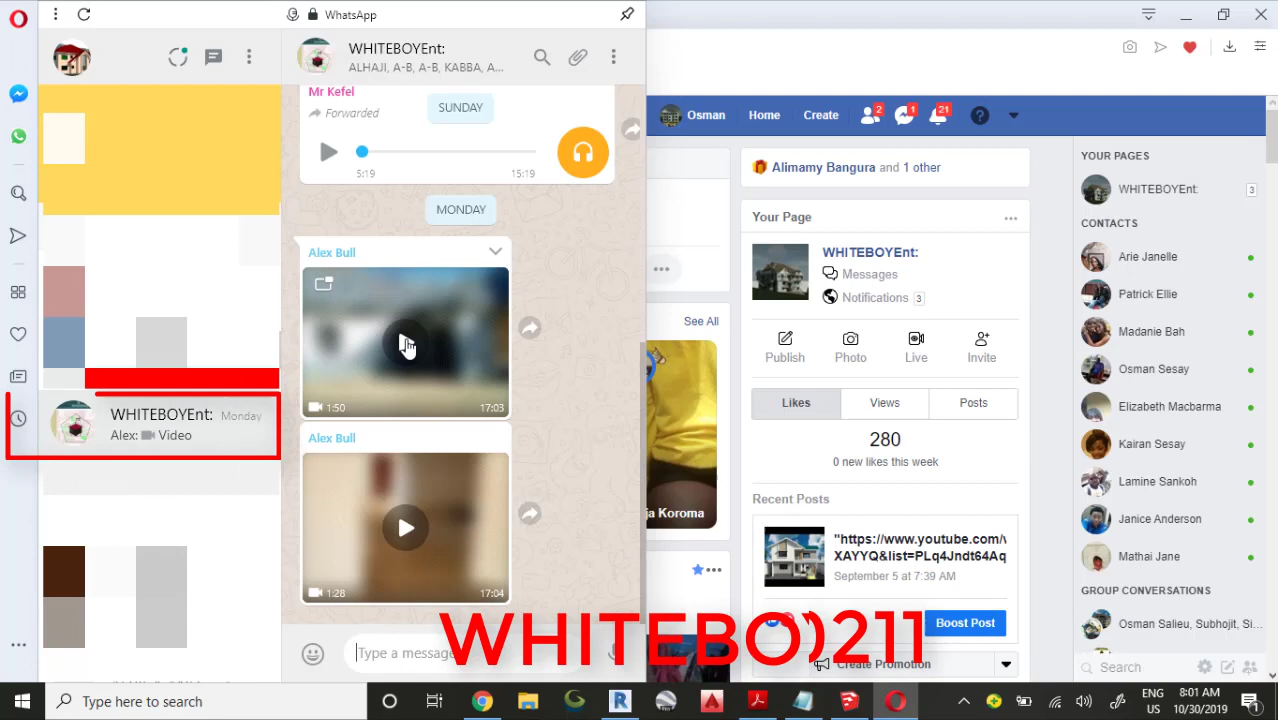 WhatsApp
WHITEBOYEnt:
ALHAJI, A-B, A-B, KABBA, A...
Mr Kefel
Forwarded
SUNDAY
5:19
15:19
MONDAY
Alex Bull
1:50
17:03
Alex Bull
1:28
17:04
Type a message
WHITEBOYEnt:
Monday
Alex: Video
WHITEBO)211
Osman
Home
Create
2
1
21
Alimamy Bangura and 1 other
Your Page
WHITEBOYEnt:
Messages
Notifications 3
Publish
Photo
Live
Invite
Likes
Views
Posts
280
0 new likes this week
Recent Posts
"https://www.youtube.com/
XAYYQ&list=PLq4Jndt64Aq
September 5 at 7:39 AM
Boost Post
Create Promotion
See All
ja Koroma
YOUR PAGES
WHITEBOYEnt:
3
CONTACTS
Arie Janelle
Patrick Ellie
Madanie Bah
Osman Sesay
Elizabeth Macbarma
Kairan Sesay
Lamine Sankoh
Janice Anderson
Mathai Jane
GROUP CONVERSATIONS
Osman Salieu, Subhojit, Si...
Search
Type here to search
ENG
US
8:01 AM
10/30/2019
1